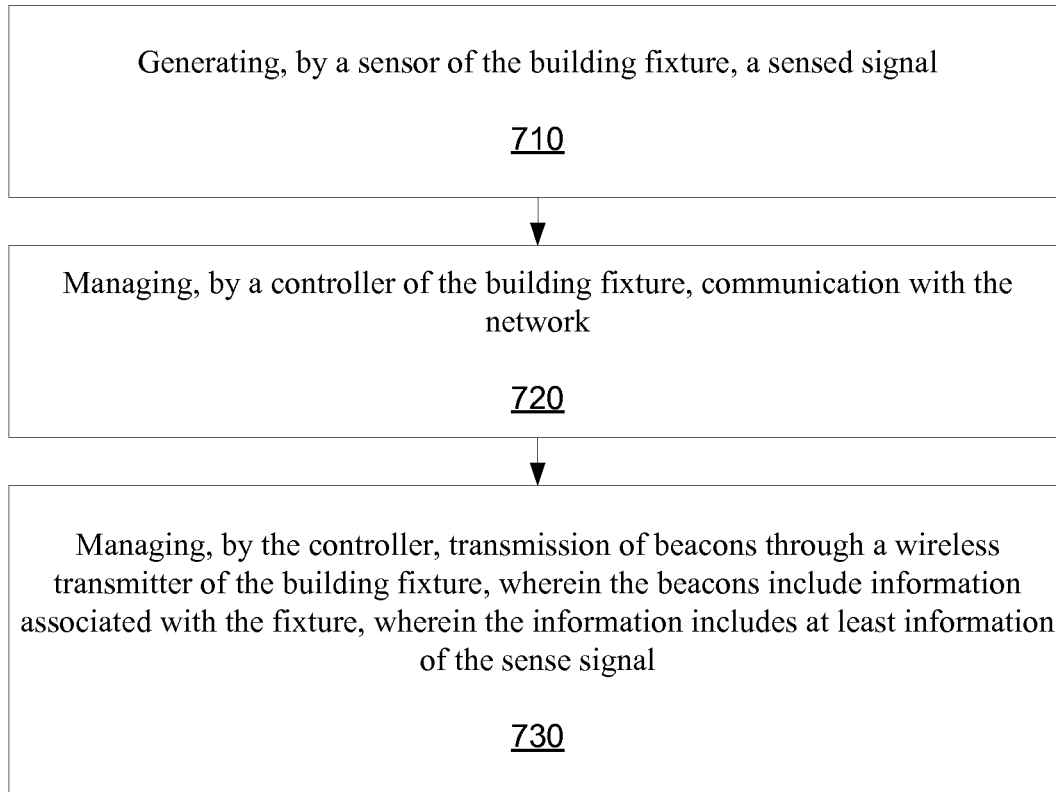 Generating, by a sensor of the building fixture, a sensed signal
710
Managing, by a controller of the building fixture, communication with the
network
720
Managing, by the controller, transmission of beacons through a wireless
transmitter of the building fixture, wherein the beacons include information
associated with the fixture, wherein the information includes at least information
of the sense signal
730